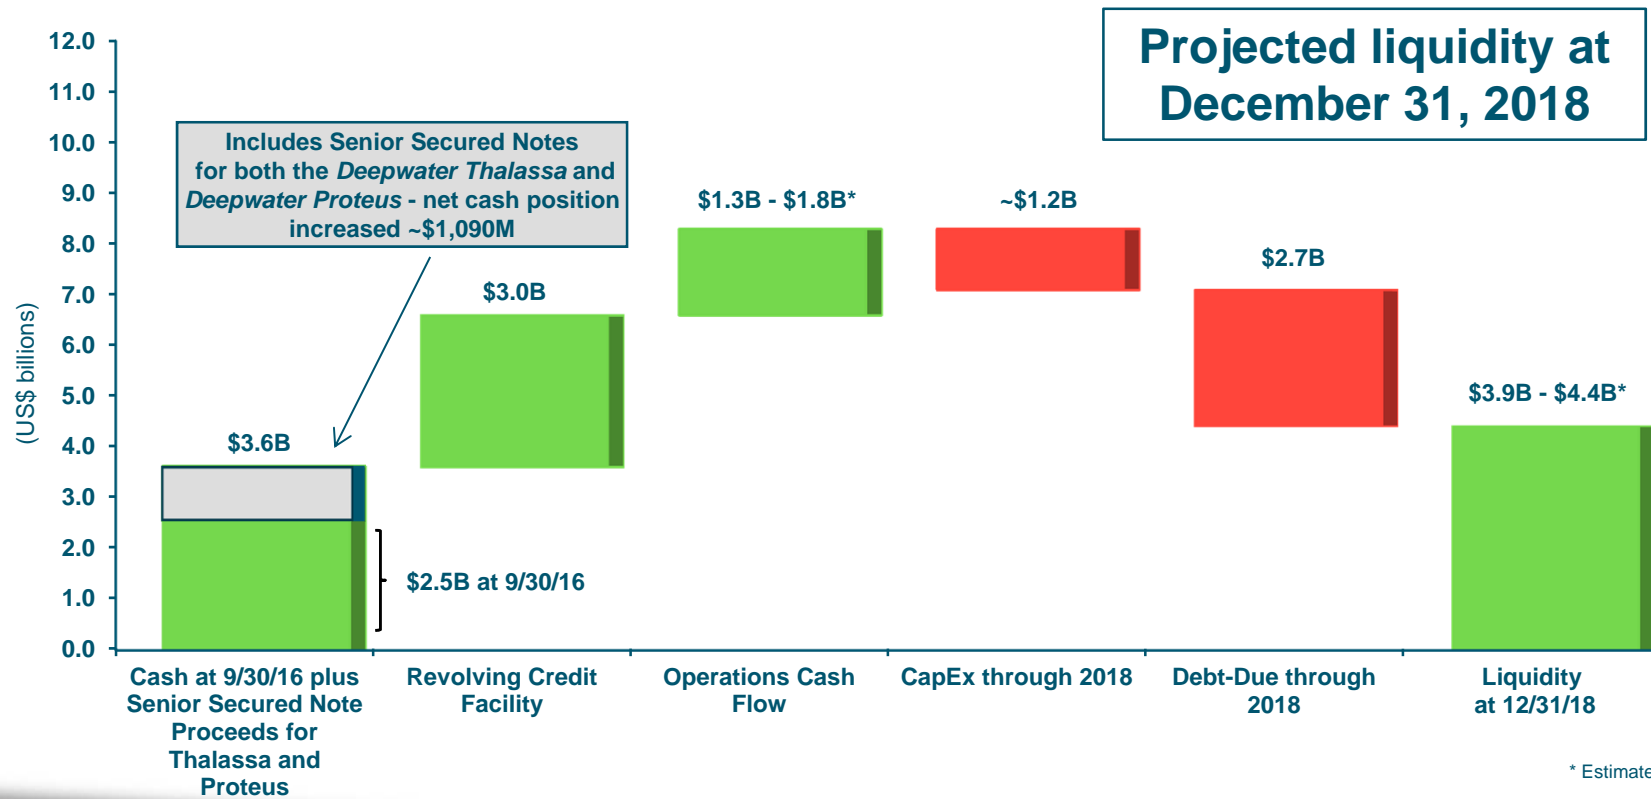 Projected liquidity at
December 31, 2018
12.0
11.0
10.0
9.0
8.0
7.0
6.0
5.0
4.0
3.0
2.0
1.0
0.0
(US$ billions)
Includes Senior Secured Notes
for both the Deepwater Thalassa and
Deepwater Proteus - net cash position
increased ~$1,090M
$3.6B
$2.5B at 9/30/16
$3.0B
$1.3B - $1.8B*
~$1.2B
$2.7B
$3.9B - $4.4B*
Cash at 9/30/16 plus
Senior Secured Note
Proceeds for
Thalassa and
Proteus
Revolving Credit
Facility
Operations Cash
Flow
CapEx through 2018
Debt-Due through
2018
Liquidity
at 12/31/18
* Estimate